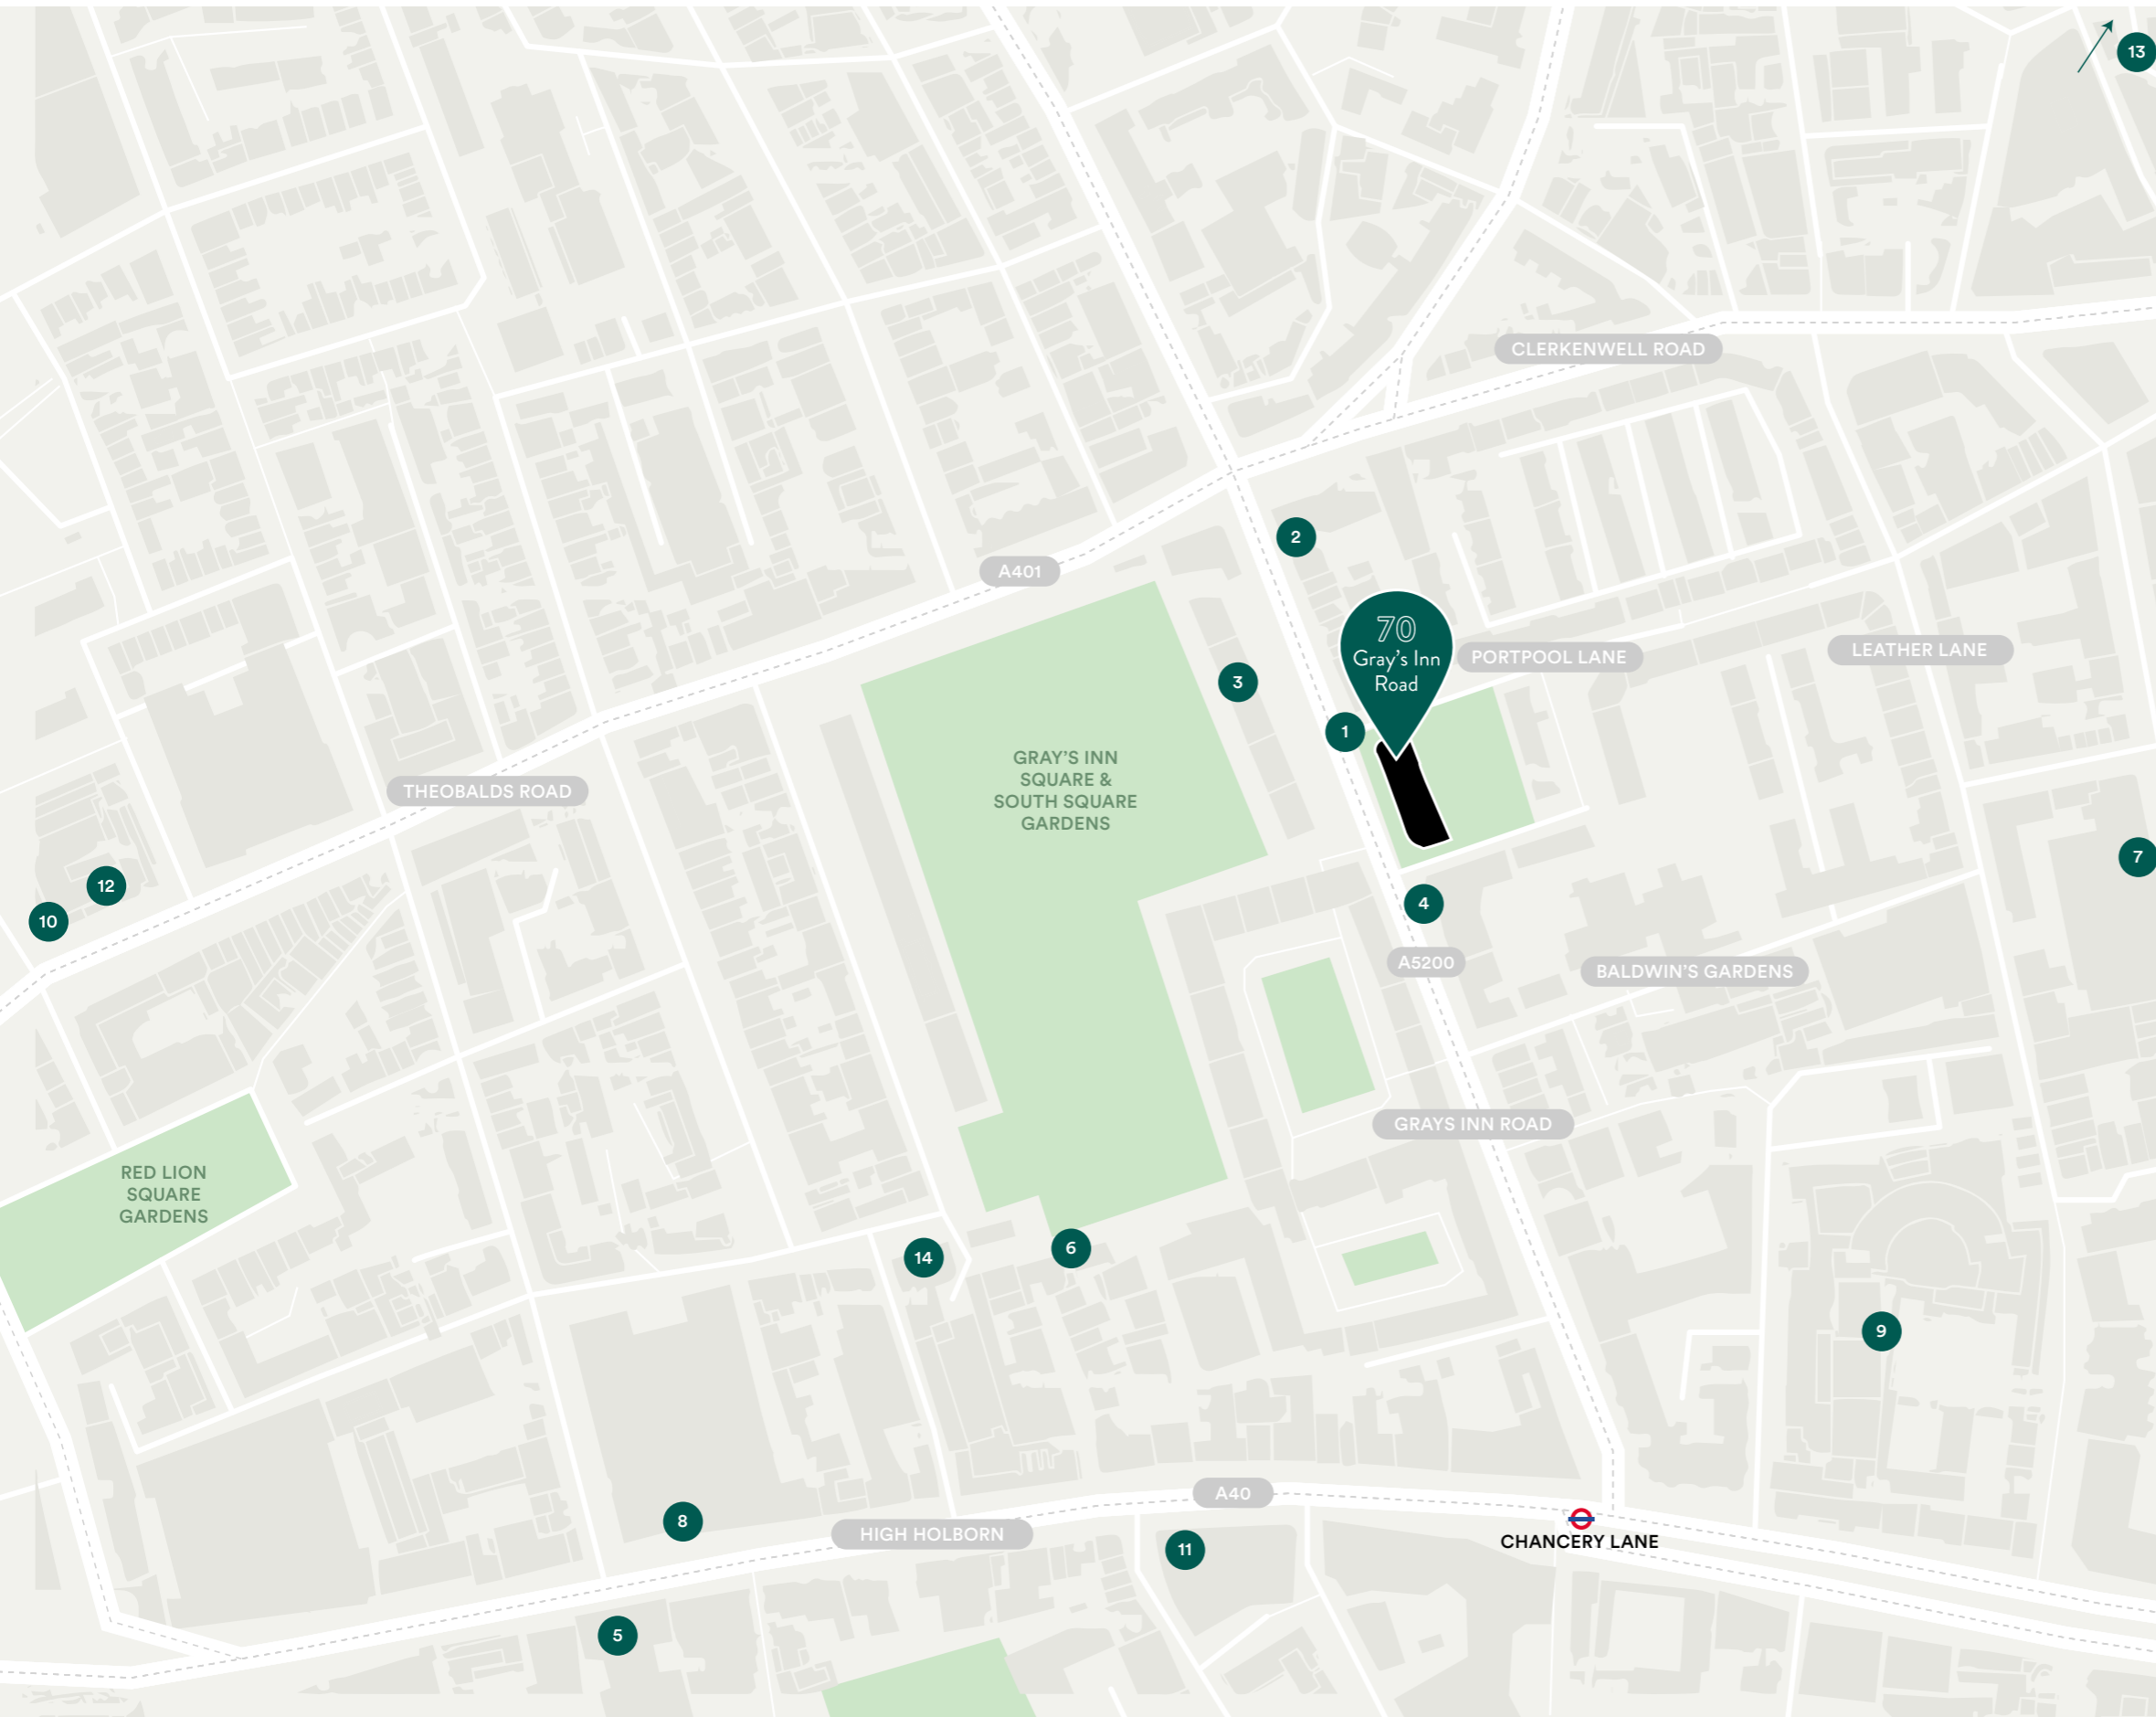 13
CLERKENWELL ROAD
2
A401
70
Gray's Inn
Road
PORTPOOL LANE
LEATHER LANE
3
1
GRAY'S INN
SQUARE &
SOUTH SQUARE
GARDENS
THEOBALDS ROAD
7
12
10
4
A5200
BALDWIN'S GARDENS
GRAYS INN ROAD
RED LION
SQUARE
GARDENS
14
6
9
A40
8
HIGH HOLBORN
11
CHANCERY LANE
5